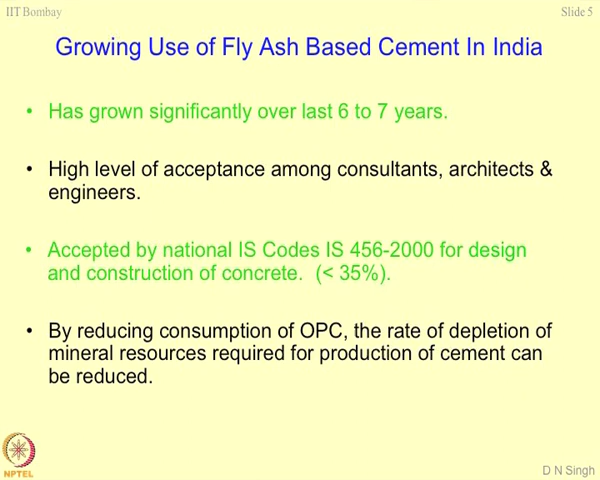 IIT Bombay
Slide 5
Growing Use of Fly Ash Based Cement In India
• Has grown significantly over last 6 to 7 years.
• High level of acceptance among consultants, architects &
engineers.
• Accepted by national IS Codes IS 456-2000 for design
and construction of concrete. (< 35%).
• By reducing consumption of OPC, the rate of depletion of
mineral resources required for production of cement can
be reduced.
NPTEL
D N Singh